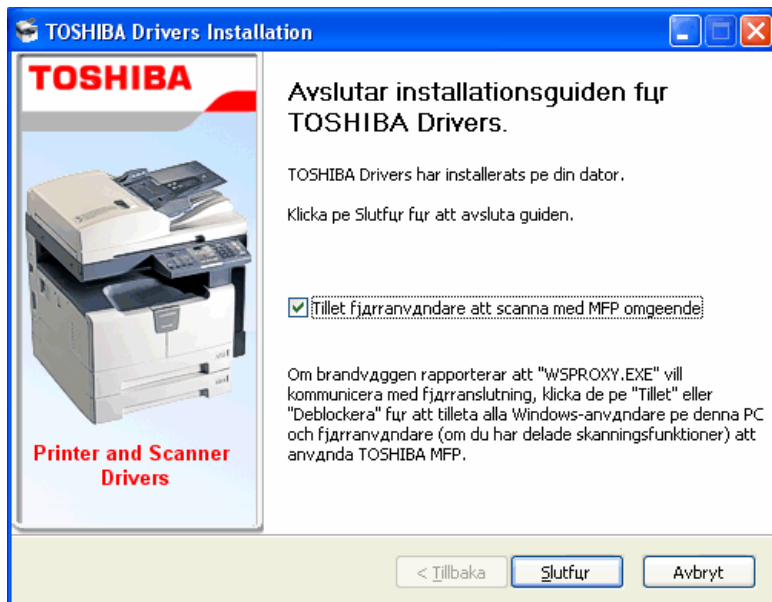 TOSHIBA Drivers Installation
TOSHIBA
Printer and Scanner
Drivers
Avslutar installationsguiden fцr
TOSHIBA Drivers.
TOSHIBA Drivers har installerats pе din dator.
Klicka pе Slutfцr fцr att avsluta guiden.
Tillеt fjдrranvдndare att scanna med MFP omgеende
Om brandvдggen rapporterar att "WSPROXY.EXE" vill
kommunicera med fjдrranslutning, klicka dе pе "Tillеt" eller
"Deblockera" fцr att tillеta alla Windows-anvдndare pе denna PC
och fjдrranvдndare (om du har delade skanningsfunktioner) att
anvдnda TOSHIBA MFP.
< Tillbaka
Slutfцr
Avbryt